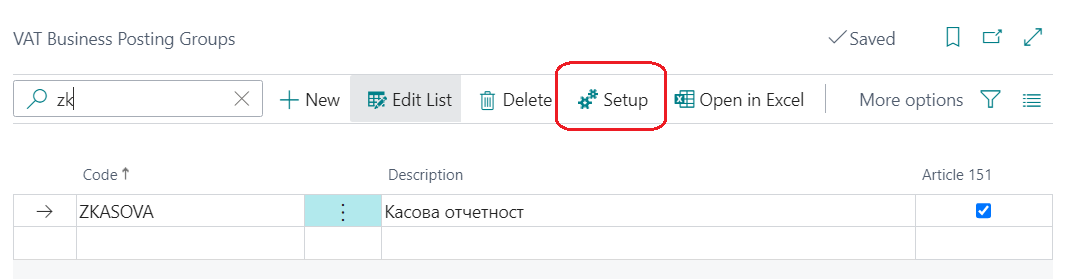 VAT Business Posting Groups
Saved
zk
New
Edit List
Delete
Setup
Open in Excel
More options
Code Description Article 151
ZKASOVA Касова отчетност